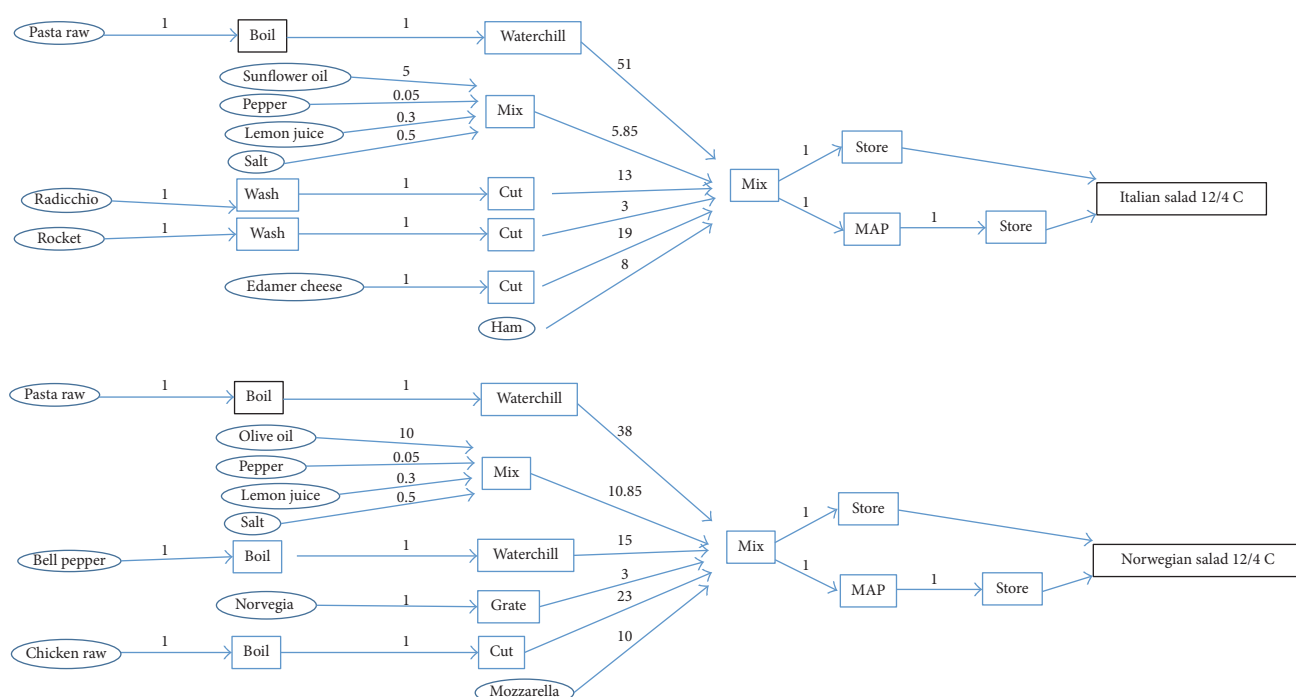 Pasta raw 1 Boil 1 Waterchill 51
Sunflower oil 5
Pepper 0.05 Mix 5.85
Lemon juice 0.3
Salt 0.5
Radicchio 1 Wash 1 Cut 13
Rocket 1 Wash 1 Cut 3
Edamer cheese 1 Cut 19
Ham 8
Mix 1 Store
1 MAP 1 Store
Italian salad 12/4 C
Pasta raw 1 Boil 1 Waterchill 38
Olive oil 10
Pepper 0.05 Mix 10.85
Lemon juice 0.3
Salt 0.5
Bell pepper 1 Boil 1 Waterchill 15
Norvegia 1 Grate 3
Chicken raw 1 Boil 1 Cut 23
Mozzarella 10
Mix 1 Store
1 MAP 1 Store
Norwegian salad 12/4 C